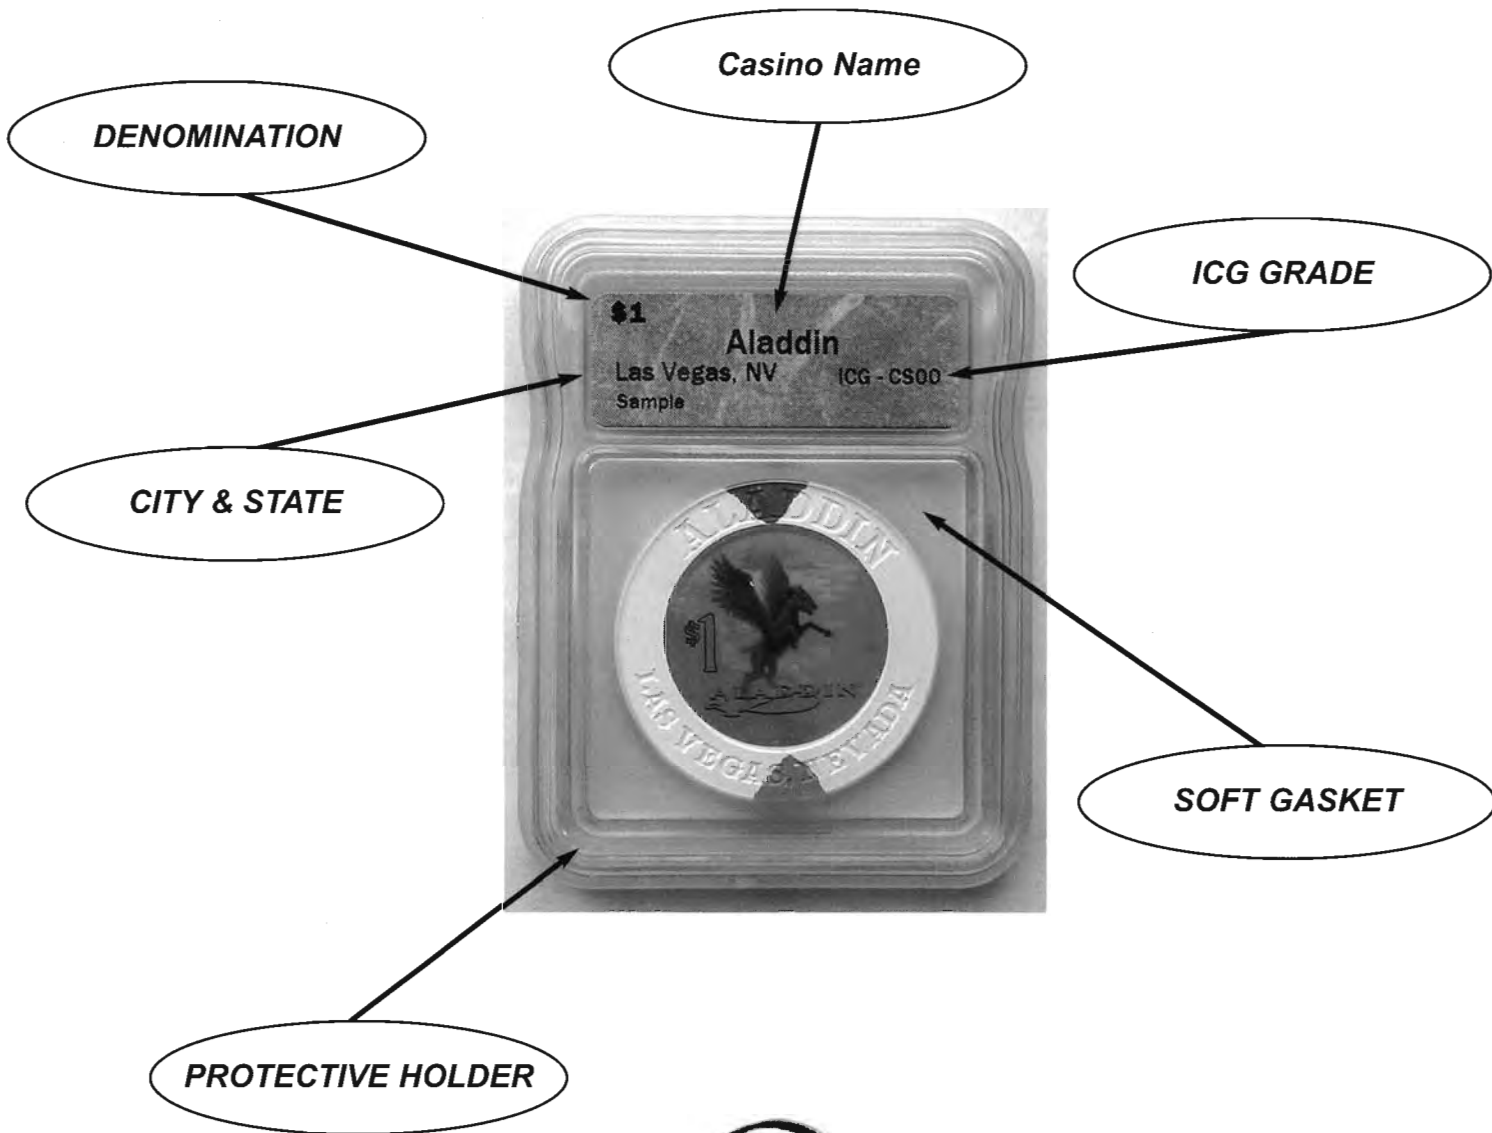 Casino Name
DENOMINATION
ICG GRADE
$1
Aladdin
Las Vegas, NV ICG - CS00
Sample
CITY & STATE
ALADDIN
$1
ALADDIN
LAS VEGAS, NEVADA
SOFT GASKET
PROTECTIVE HOLDER